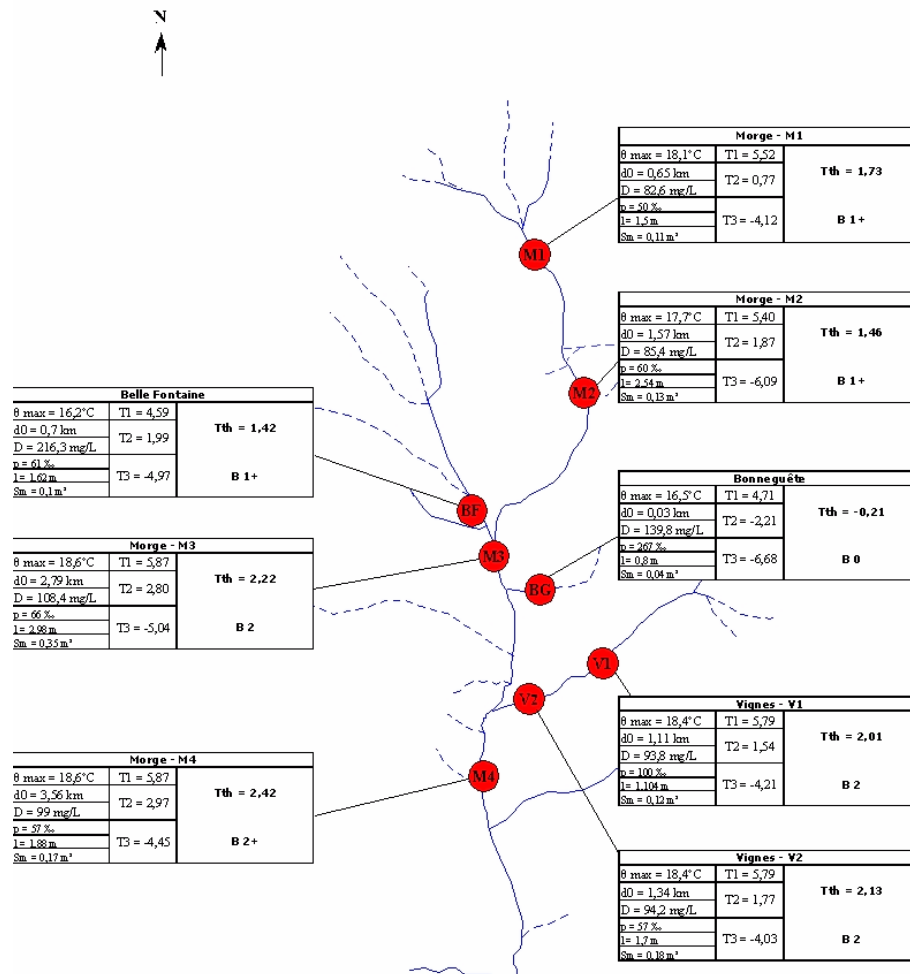 N
Morge - M1
θ max = 18,1°C T1 = 5,52
d0 = 0,65 km
D = 82,6 mg/L
T2 = 0,77
Tth = 1,73
p = 50 ‰
l = 1,5 m
Sm = 0,11 m²
T3 = -4,12
B 1+
M1
Morge - M2
θ max = 17,7°C T1 = 5,40
d0 = 1,57 km
D = 85,4 mg/L
T2 = 1,87
Tth = 1,46
p = 60 ‰
l = 2,54 m
Sm = 0,13 m²
T3 = -6,09
B 1+
M2
Belle Fontaine
θ max = 16,2°C T1 = 4,59
d0 = 0,7 km
D = 216,3 mg/L
T2 = 1,99
Tth = 1,42
p = 61 ‰
l = 1,62 m
Sm = 0,1 m²
T3 = -4,97
B 1+
BF
Bonneguête
θ max = 16,5°C T1 = 4,71
d0 = 0,03 km
D = 139,8 mg/L
T2 = -2,21
Tth = -0,21
p = 267 ‰
l = 0,8 m
Sm = 0,04 m²
T3 = -6,68
B 0
BG
Morge - M3
θ max = 18,6°C T1 = 5,87
d0 = 2,79 km
D = 108,4 mg/L
T2 = 2,80
Tth = 2,22
p = 66 ‰
l = 2,98 m
Sm = 0,35 m²
T3 = -5,04
B 2
M3
V1
V2
Vignes - V1
θ max = 18,4°C T1 = 5,79
d0 = 1,11 km
D = 93,8 mg/L
T2 = 1,54
Tth = 2,01
p = 100 ‰
l = 1,104 m
Sm = 0,12 m²
T3 = -4,21
B 2
Morge - M4
θ max = 18,6°C T1 = 5,87
d0 = 3,56 km
D = 99 mg/L
T2 = 2,97
Tth = 2,42
p = 57 ‰
l = 1,88 m
Sm = 0,17 m²
T3 = -4,45
B 2+
M4
Vignes - V2
θ max = 18,4°C T1 = 5,79
d0 = 1,34 km
D = 94,2 mg/L
T2 = 1,77
Tth = 2,13
p = 57 ‰
l = 1,7 m
Sm = 0,18 m²
T3 = -4,03
B 2